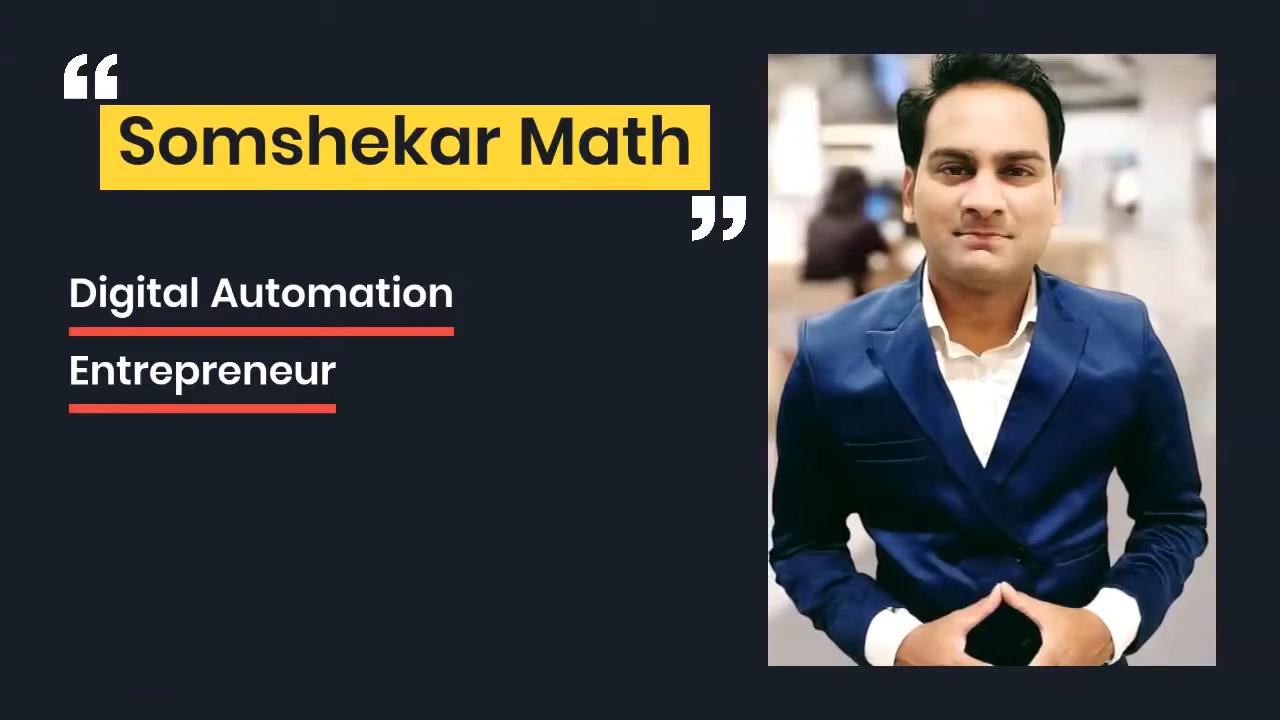 “
Somshekar Math
”
Digital Automation
Entrepreneur